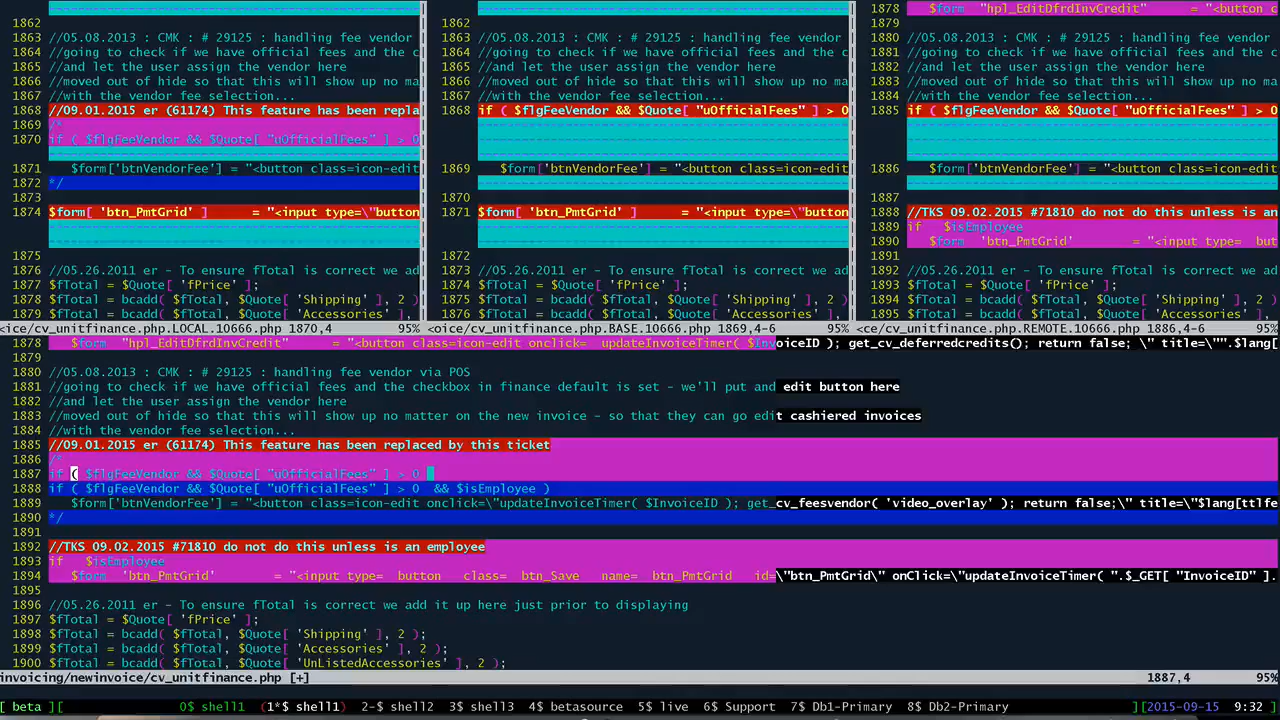 1862
1863 //05.08.2013 : CMK : # 29125 : handling fee vendor
1864 //going to check if we have official fees and the c
1865 //and let the user assign the vendor here
1866 //moved out of hide so that this will show up no ma
1867 //with the vendor fee selection...
1868 //09.01.2015 er (61174) This feature has been repla
1869 /*
1870 if ( $flgFeeVendor && $Quote[ "uOfficialFees" ] > 0
1871 $form['btnVendorFee'] = "<button class=icon-edit
1872 */
1873
1874 $form[ 'btn_PmtGrid' ] = "<input type=\"button
1875
1876 //05.26.2011 er - To ensure fTotal is correct we ad
1877 $fTotal = $Quote[ 'fPrice' ];
1878 $fTotal = bcadd( $fTotal, $Quote[ 'Shipping' ], 2 )
1879 $fTotal = bcadd( $fTotal, $Quote[ 'Accessories' ],
<ice/cv_unitfinance.php.LOCAL.10666.php 1870,4 95%
1862
1863 //05.08.2013 : CMK : # 29125 : handling fee vendor
1864 //going to check if we have official fees and the c
1865 //and let the user assign the vendor here
1866 //moved out of hide so that this will show up no ma
1867 //with the vendor fee selection...
1868 if ( $flgFeeVendor && $Quote[ "uOfficialFees" ] > 0
1869 $form['btnVendorFee'] = "<button class=icon-edit
1870
1871 $form[ 'btn_PmtGrid' ] = "<input type=\"button
1872
1873 //05.26.2011 er - To ensure fTotal is correct we ad
1874 $fTotal = $Quote[ 'fPrice' ];
1875 $fTotal = bcadd( $fTotal, $Quote[ 'Shipping' ], 2 )
1876 $fTotal = bcadd( $fTotal, $Quote[ 'Accessories' ],
<oice/cv_unitfinance.php.BASE.10666.php 1869,4-6 95%
1878 $form "hpl_EditDfrdInvCredit" = "<button c
1879
1880 //05.08.2013 : CMK : # 29125 : handling fee vendor
1881 //going to check if we have official fees and the c
1882 //and let the user assign the vendor here
1883 //moved out of hide so that this will show up no ma
1884 //with the vendor fee selection...
1885 if ( $flgFeeVendor && $Quote[ "uOfficialFees" ] > 0
1886 $form['btnVendorFee'] = "<button class=icon-edit
1887
1888 //TKS 09.02.2015 #71810 do not do this unless is an
1889 if $isEmployee
1890 $form 'btn_PmtGrid' = "<input type= but
1891
1892 //05.26.2011 er - To ensure fTotal is correct we ad
1893 $fTotal = $Quote[ 'fPrice' ];
1894 $fTotal = bcadd( $fTotal, $Quote[ 'Shipping' ], 2 )
1895 $fTotal = bcadd( $fTotal, $Quote[ 'Accessories' ],
<ce/cv_unitfinance.php.REMOTE.10666.php 1886,4-6 95%
1878 $form "hpl_EditDfrdInvCredit" = "<button class=icon-edit onclick= updateInvoiceTimer( $InvoiceID ); get_cv_deferredcredits(); return false; \" title=\"".$lang[
1879
1880 //05.08.2013 : CMK : # 29125 : handling fee vendor via POS
1881 //going to check if we have official fees and the checkbox in finance default is set - we'll put and edit button here
1882 //and let the user assign the vendor here
1883 //moved out of hide so that this will show up no matter on the new invoice - so that they can go edit cashiered invoices
1884 //with the vendor fee selection...
1885 //09.01.2015 er (61174) This feature has been replaced by this ticket
1886 /*
1887 if ( $flgFeeVendor && $Quote[ "uOfficialFees" ] > 0
1888 if ( $flgFeeVendor && $Quote[ "uOfficialFees" ] > 0 && $isEmployee )
1889 $form['btnVendorFee'] = "<button class=icon-edit onclick=\"updateInvoiceTimer( $InvoiceID ); get_cv_feesvendor( 'video_overlay' ); return false;\" title=\"$lang[ttlfe
1890 */
1891
1892 //TKS 09.02.2015 #71810 do not do this unless is an employee
1893 if $isEmployee
1894 $form 'btn_PmtGrid' = "<input type= button class= btn_Save name= btn_PmtGrid id=\"btn_PmtGrid\" onClick=\"updateInvoiceTimer( ".$_GET[ "InvoiceID" ].
1895
1896 //05.26.2011 er - To ensure fTotal is correct we add it up here just prior to displaying
1897 $fTotal = $Quote[ 'fPrice' ];
1898 $fTotal = bcadd( $fTotal, $Quote[ 'Shipping' ], 2 );
1899 $fTotal = bcadd( $fTotal, $Quote[ 'Accessories' ], 2 );
1900 $fTotal = bcadd( $fTotal, $Quote[ 'UnListedAccessories' ], 2 );
invoicing/newinvoice/cv_unitfinance.php [+] 1887,4 95%
[ beta ][ 0$ shell1 (1*$ shell1) 2-$ shell2 3$ shell3 4$ betasource 5$ live 6$ Support 7$ Db1-Primary 8$ Db2-Primary ][2015-09-15 9:32 ]